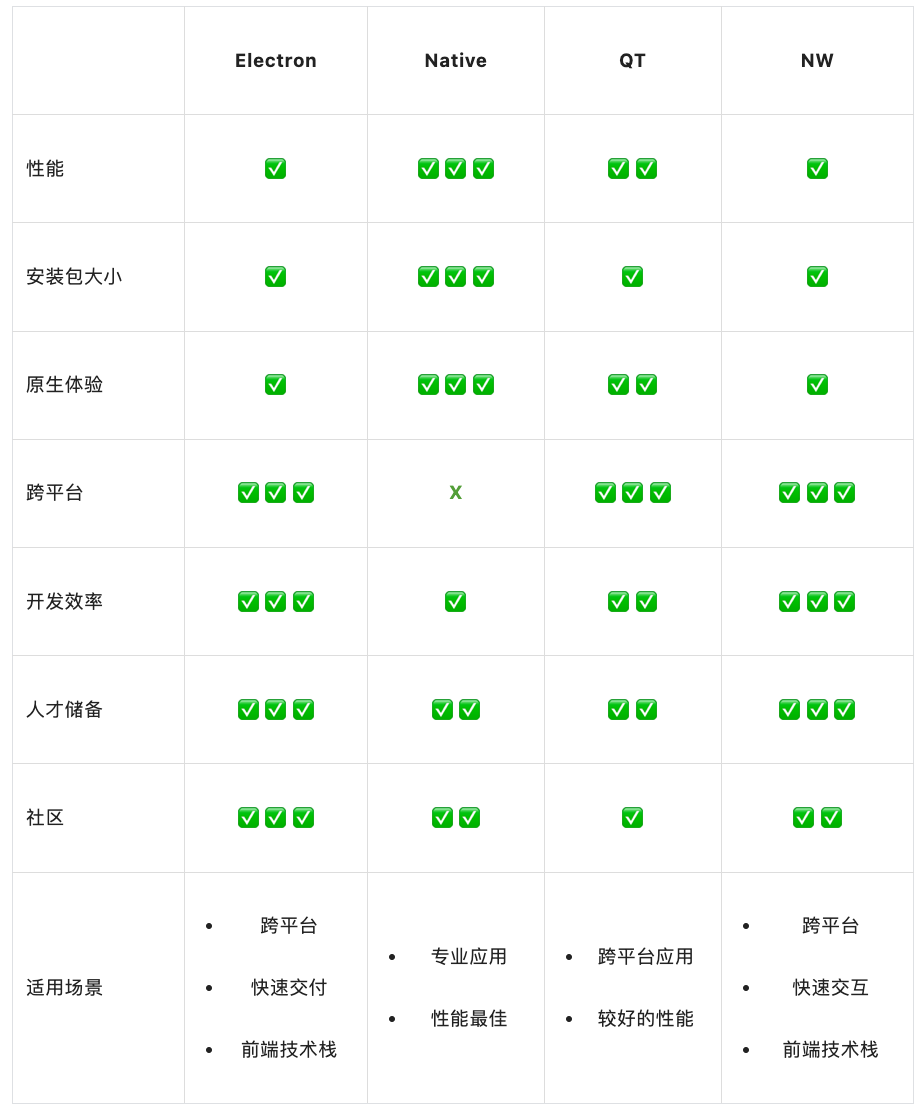 Electron Native QT NW
性能 ✅ ✅ ✅ ✅ ✅ ✅ ✅
安装包大小 ✅ ✅ ✅ ✅ ✅ ✅
原生体验 ✅ ✅ ✅ ✅ ✅ ✅ ✅
跨平台 ✅ ✅ ✅ X ✅ ✅ ✅ ✅ ✅ ✅
开发效率 ✅ ✅ ✅ ✅ ✅ ✅ ✅ ✅ ✅
人才储备 ✅ ✅ ✅ ✅ ✅ ✅ ✅ ✅ ✅ ✅
社区 ✅ ✅ ✅ ✅ ✅ ✅ ✅ ✅
适用场景
• 跨平台
• 快速交付
• 前端技术栈
• 专业应用
• 性能最佳
• 跨平台应用
• 较好的性能
• 跨平台
• 快速交互
• 前端技术栈